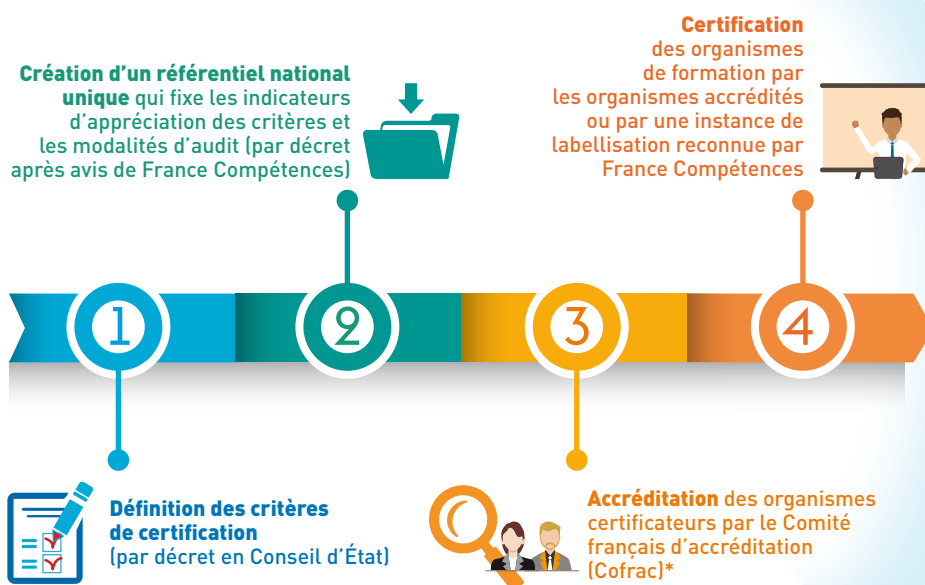 Création d'un référentiel national
unique qui fixe les indicateurs
d'appréciation des critères et
les modalités d'audit (par décret
après avis de France Compétences)
Certification
des organismes
de formation par
les organismes accrédités
ou par une instance de
labellisation reconnue par
France Compétences
1
2
3
4
Définition des critères
de certification
(par décret en Conseil d'État)
Accréditation des organismes
certificateurs par le Comité
français d'accréditation
(Cofrac)*